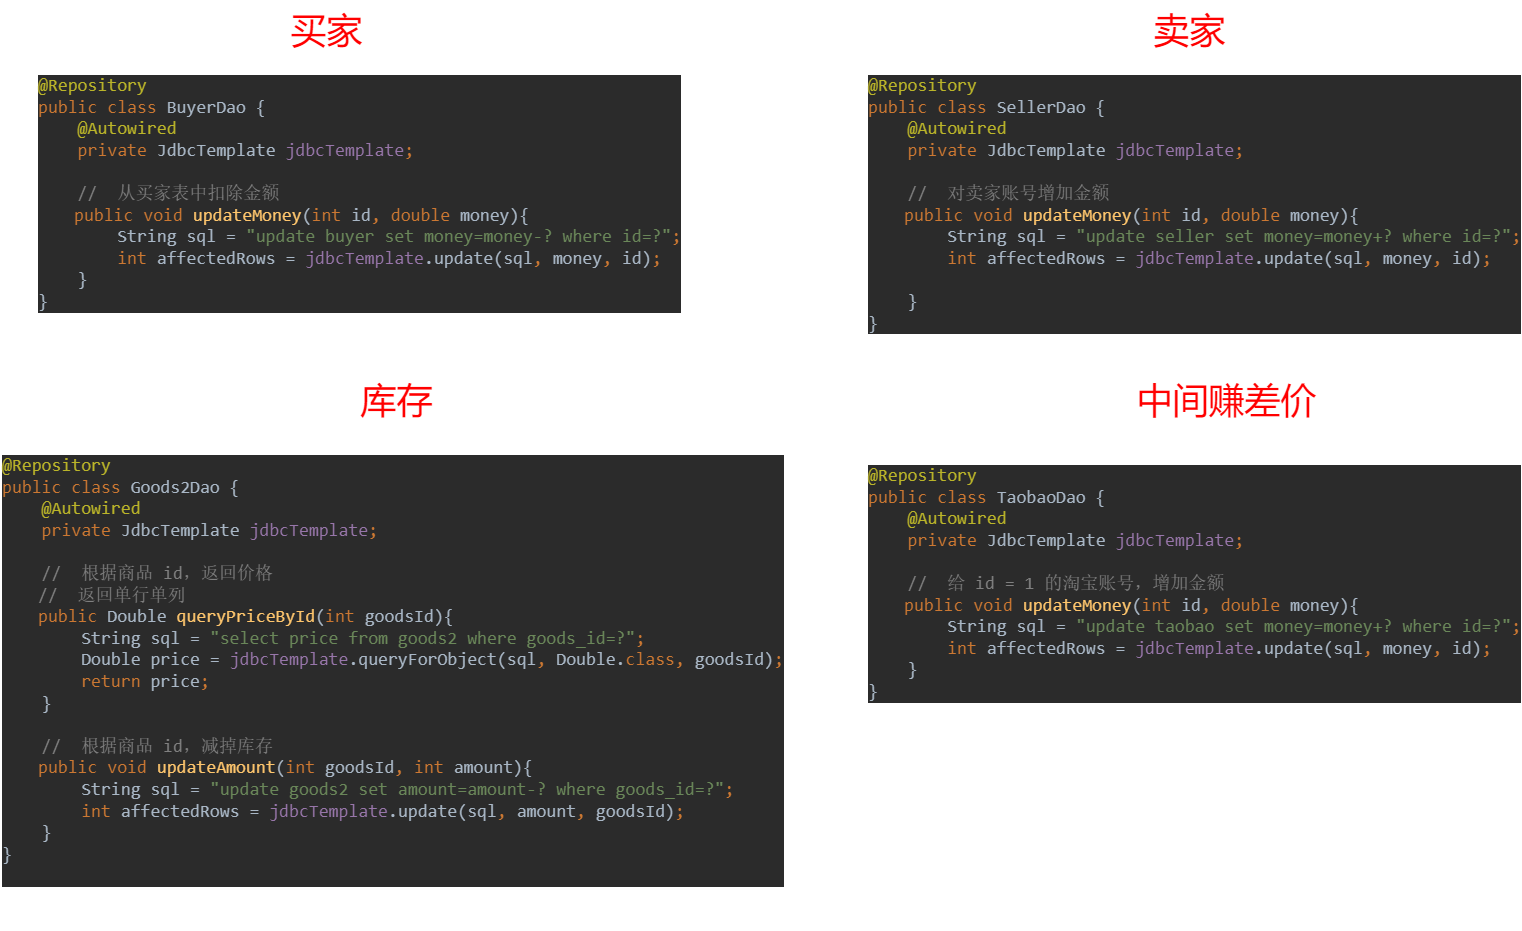 买家
@Repository
public class BuyerDao {
    @Autowired
    private JdbcTemplate jdbcTemplate;
    //  从买家表中扣除金额
    public void updateMoney(int id, double money){
        String sql = "update buyer set money=money-? where id=?";
        int affectedRows = jdbcTemplate.update(sql, money, id);
    }
}
卖家
@Repository
public class SellerDao {
    @Autowired
    private JdbcTemplate jdbcTemplate;
    //  对卖家账号增加金额
    public void updateMoney(int id, double money){
        String sql = "update seller set money=money+? where id=?";
        int affectedRows = jdbcTemplate.update(sql, money, id);
    }
}
库存
@Repository
public class Goods2Dao {
    @Autowired
    private JdbcTemplate jdbcTemplate;
    //  根据商品 id，返回价格
    //  返回单行单列
    public Double queryPriceById(int goodsId){
        String sql = "select price from goods2 where goods_id=?";
        Double price = jdbcTemplate.queryForObject(sql, Double.class, goodsId);
        return price;
    }
    //  根据商品 id，减掉库存
    public void updateAmount(int goodsId, int amount){
        String sql = "update goods2 set amount=amount-? where goods_id=?";
        int affectedRows = jdbcTemplate.update(sql, amount, goodsId);
    }
}
中间赚差价
@Repository
public class TaobaoDao {
    @Autowired
    private JdbcTemplate jdbcTemplate;
    //  给 id = 1 的淘宝账号，增加金额
    public void updateMoney(int id, double money){
        String sql = "update taobao set money=money+? where id=?";
        int affectedRows = jdbcTemplate.update(sql, money, id);
    }
}